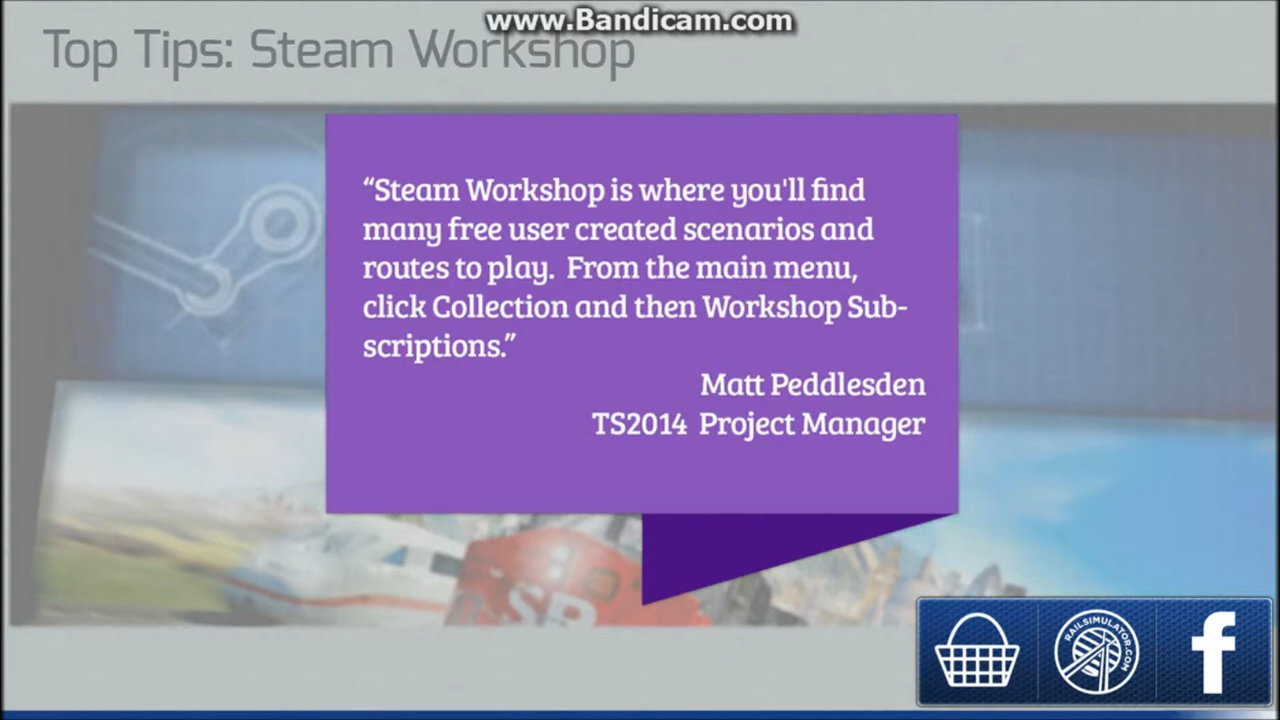 www.Bandicam.com
Top Tips: Steam Workshop
“Steam Workshop is where you'll find
many free user created scenarios and
routes to play.  From the main menu,
click Collection and then Workshop Sub-
scriptions.”
Matt Peddlesden
TS2014  Project Manager
SP
RAILSIMULATOR.COM
f